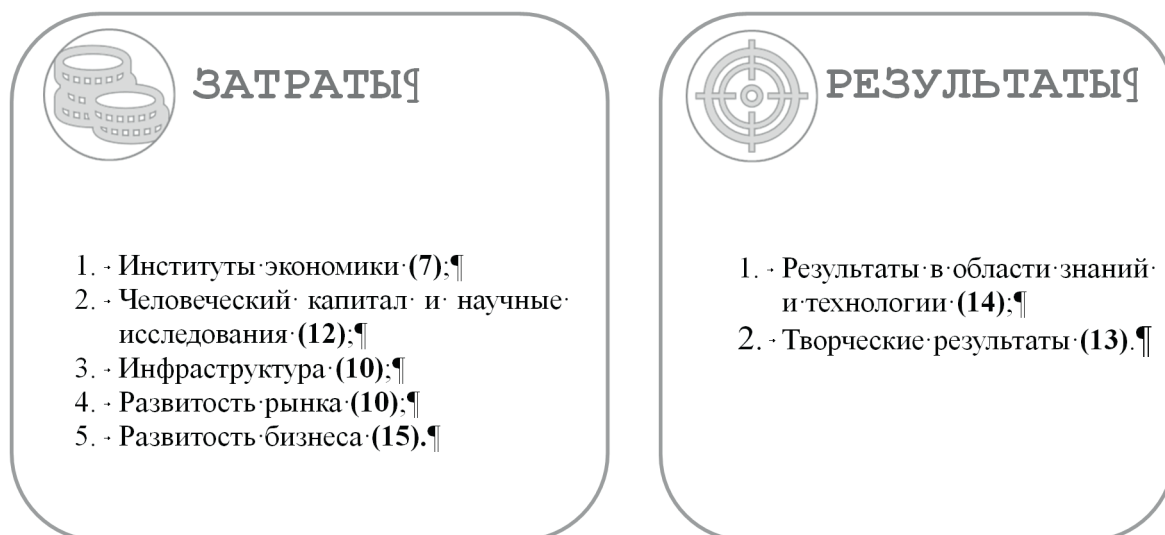 ЗАТРАТЫ¶
1. Институты экономики (7);¶
2. Человеческий капитал и научные
исследования (12);¶
3. Инфраструктура (10);¶
4. Развитость рынка (10);¶
5. Развитость бизнеса (15).¶
РЕЗУЛЬТАТЫ¶
1. Результаты в области знаний
и технологии (14);¶
2. Творческие результаты (13).¶